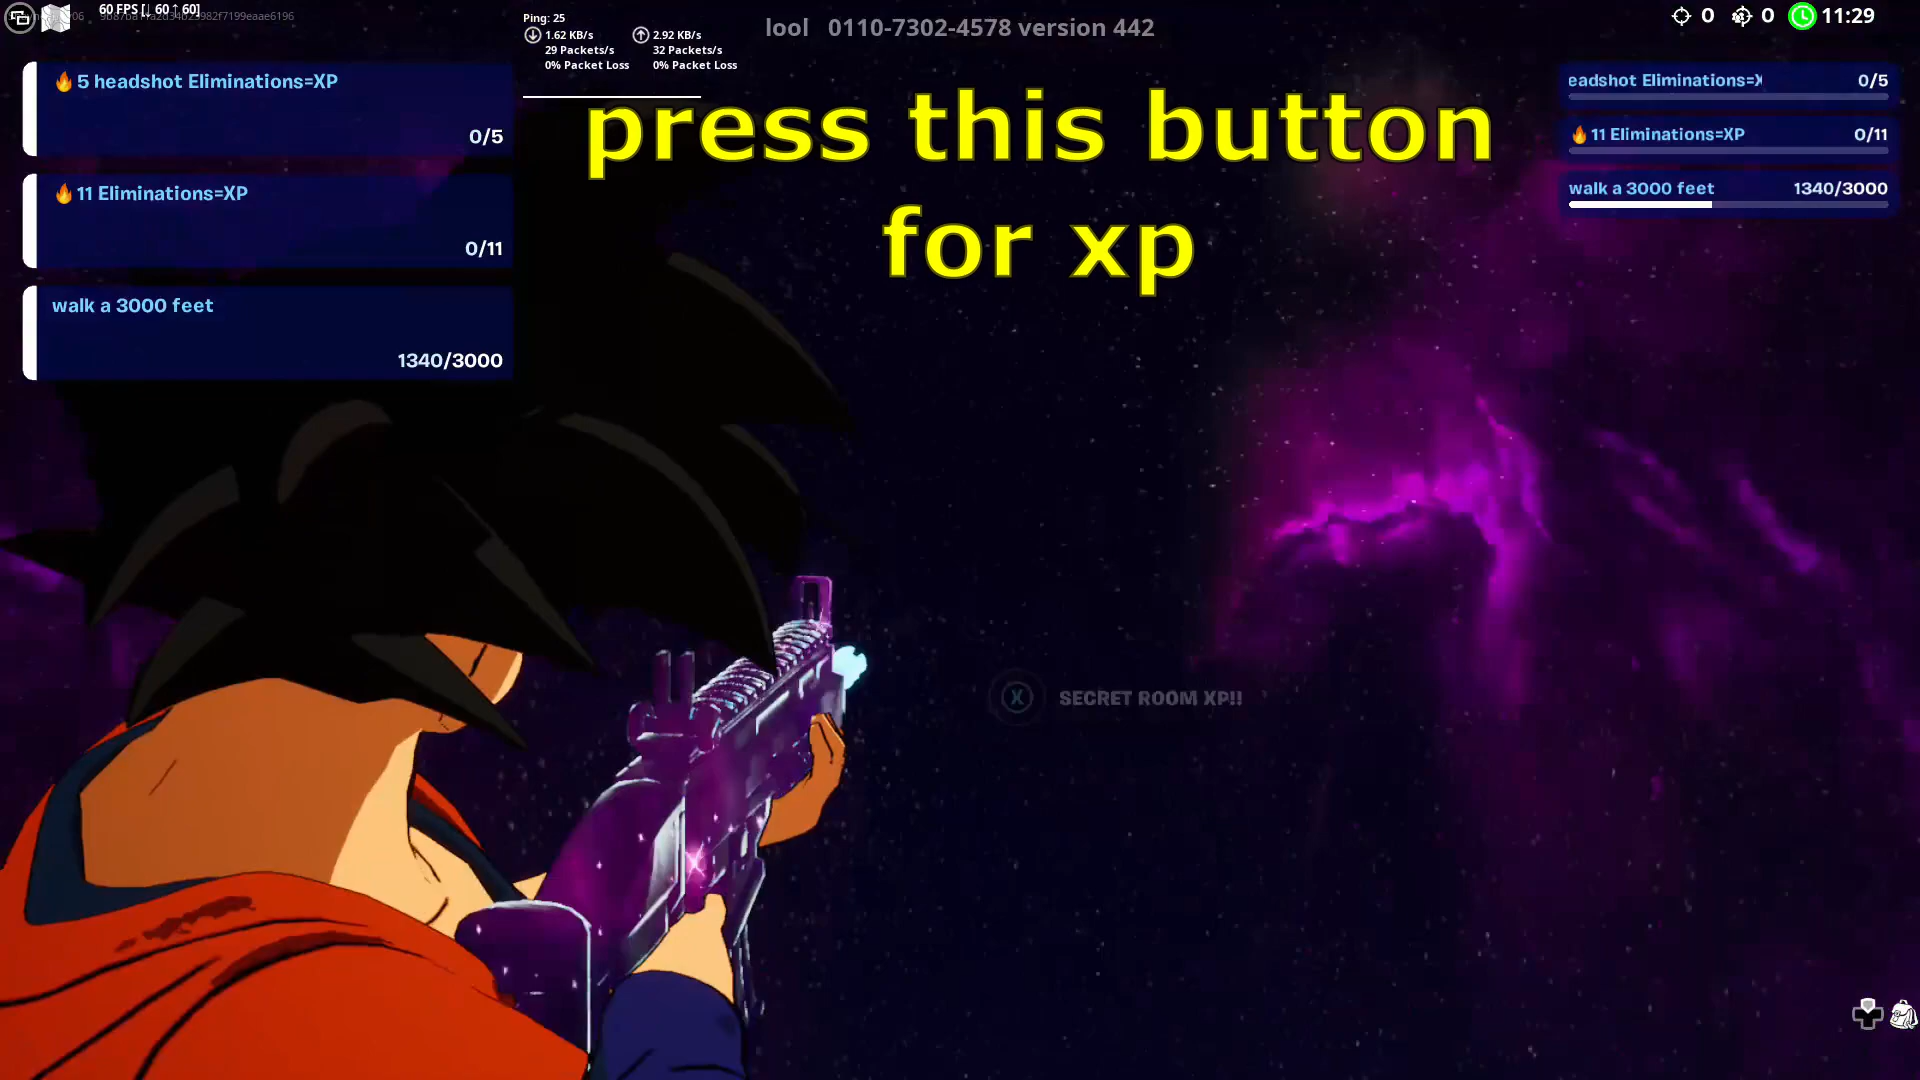 60 FPS [↓ 60 ↑ 60]
Ping: 25
1.62 KB/s 2.92 KB/s
29 Packets/s 32 Packets/s
0% Packet Loss 0% Packet Loss
lool 0110-7302-4578 version 442
0 0 11:29
🔥5 headshot Eliminations=XP
0/5
🔥11 Eliminations=XP
0/11
walk a 3000 feet
1340/3000
press this button
for xp
eadshot Eliminations=X 0/5
🔥11 Eliminations=XP 0/11
walk a 3000 feet 1340/3000
X SECRET ROOM XP!!